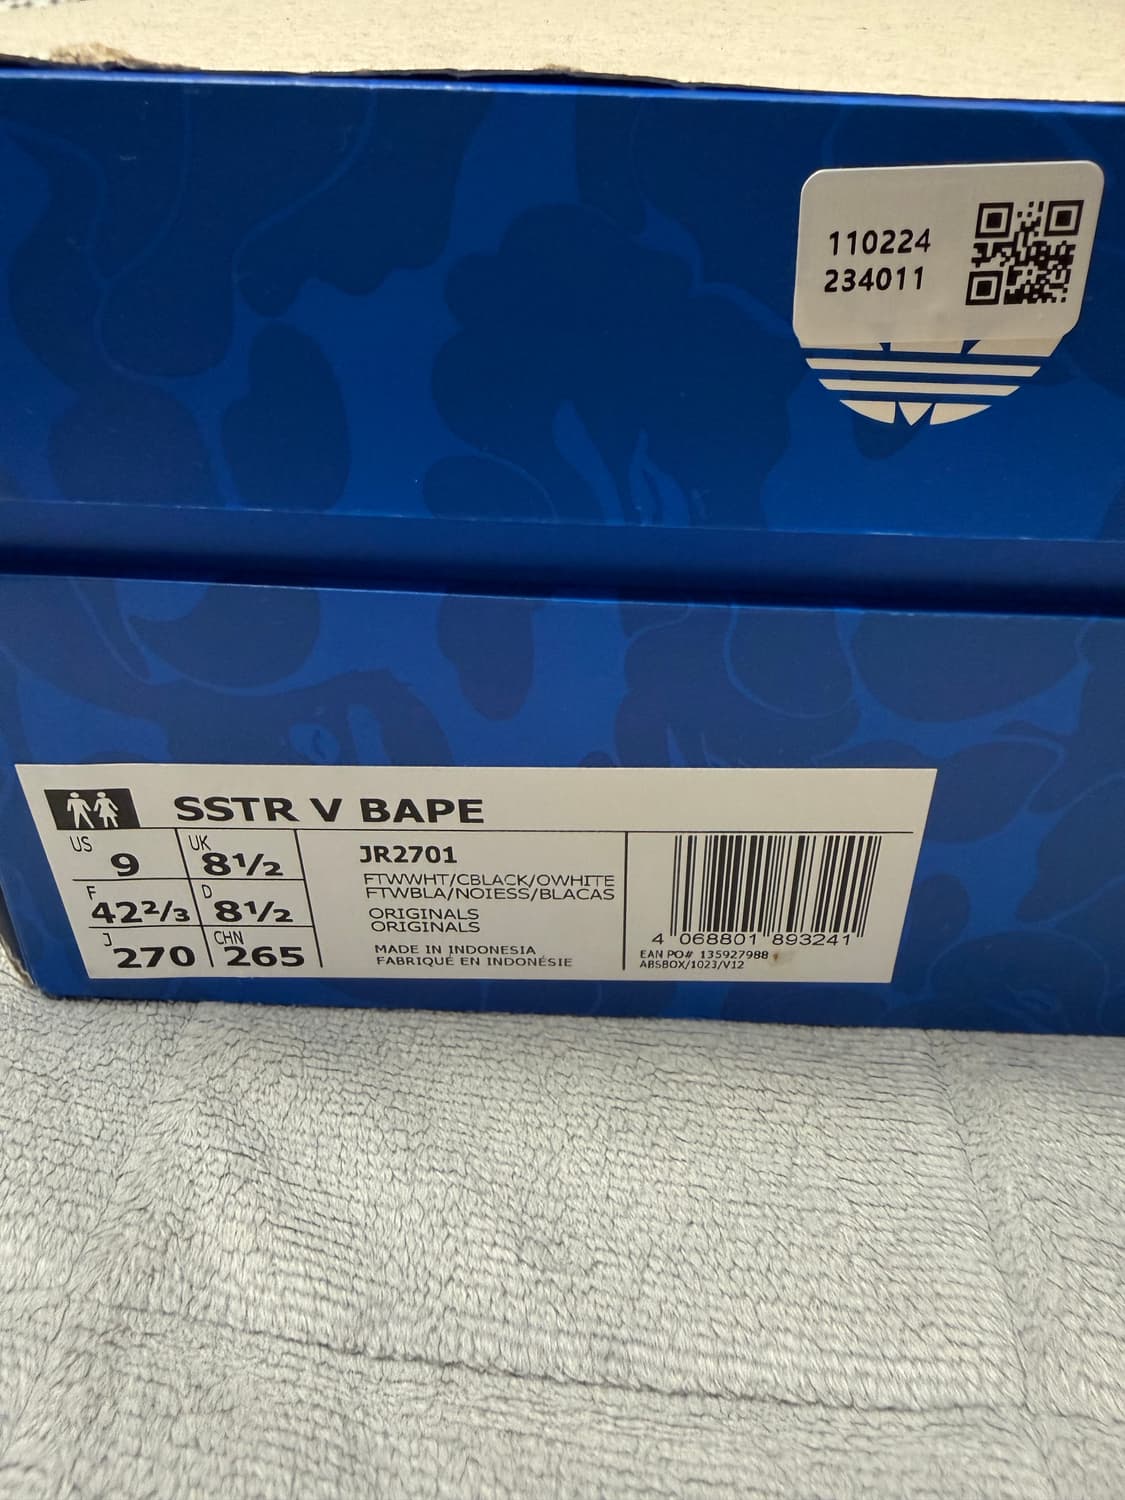 110224
234011
SSTR V BAPE
US 9
UK 8½
F 42⅔
D 8½
J 270
CHN 265
JR2701
FTWWHT/CBLACK/OWHITE
FTWBLA/NOIESS/BLACAS
ORIGINALS
ORIGINALS
MADE IN INDONESIA
FABRIQUÉ EN INDONÉSIE
4 068801 893241
EAN PO# 135927988
ABSBOX/1023/V12